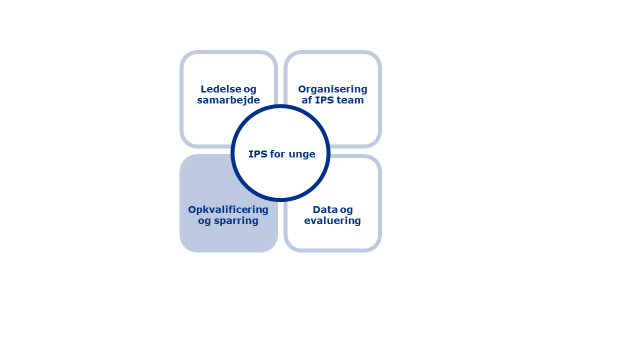 Ledelse og
samarbejde
Organisering
af IPS team
IPS for unge
Opkvalificering
og sparring
Data og
evaluering